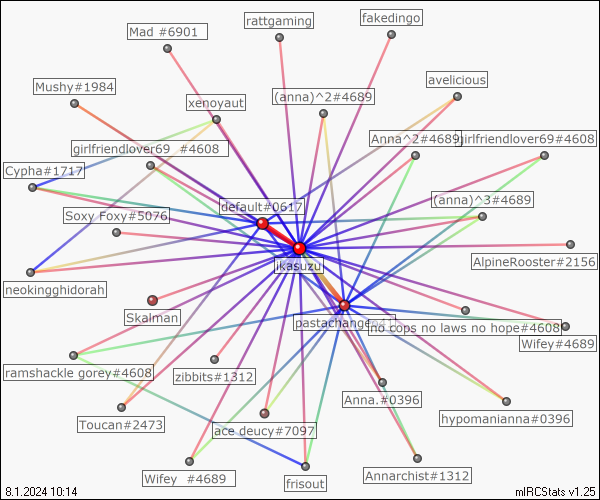 Mad #6901
rattgaming
fakedingo
Mushy#1984
xenoyaut
(anna)^2#4689
avelicious
girlfriendlover69 #4608
Anna^2#4689
girlfriendlover69#4608
Cypha#1717
default#0617
(anna)^3#4689
Soxy Foxy#5076
ikasuzu
AlpineRooster#2156
neokingghidorah
Skalman
no cops no laws no hope#4608
Wifey#4689
ramshackle gorey#4608
zibbits#1312
Anna.#0396
Toucan#2473
ace deucy#7097
hypomanianna#0396
Wifey #4689
frisout
Annarchist#1312
8.1.2024 10:14
mIRCStats v1.25